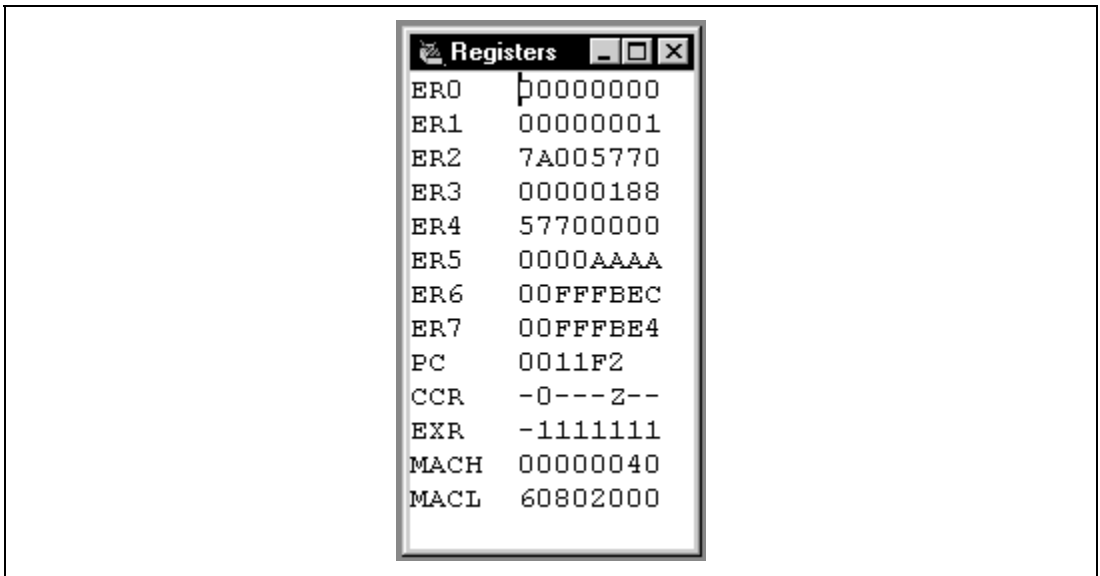 Registers
ER0 00000000
ER1 00000001
ER2 7A005770
ER3 00000188
ER4 57700000
ER5 0000AAAA
ER6 00FFFBEC
ER7 00FFFBE4
PC 0011F2
CCR -0---Z--
EXR -1111111
MACH 00000040
MACL 60802000